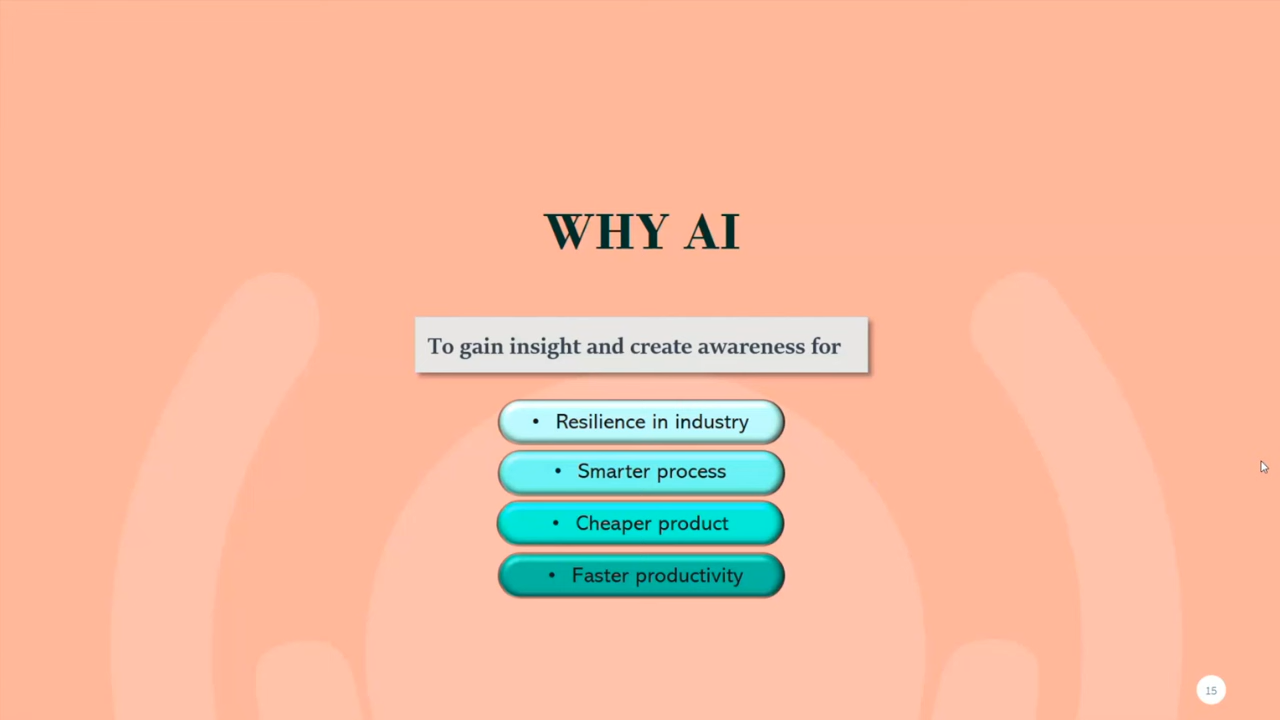 WHY AI
To gain insight and create awareness for
• Resilience in industry
• Smarter process
• Cheaper product
• Faster productivity
15